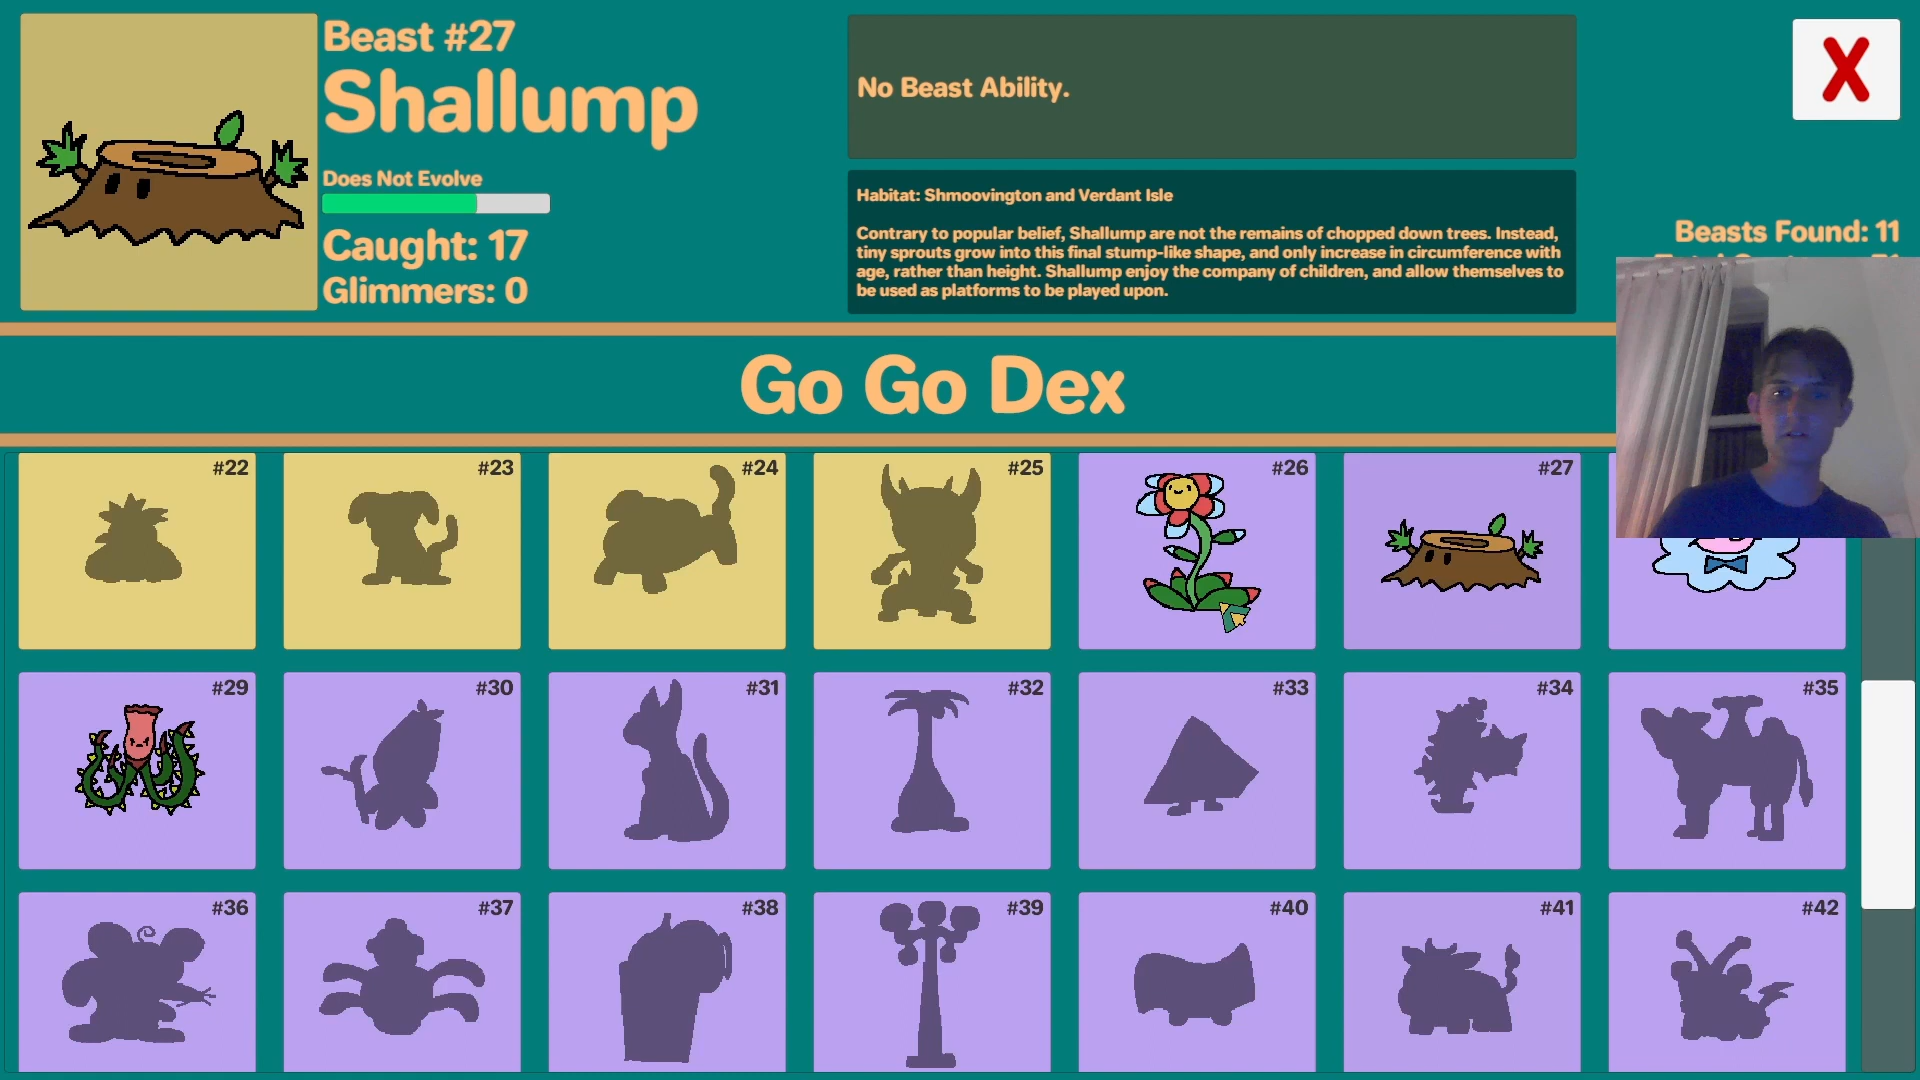 Beast #27
Shallump
Does Not Evolve
Caught: 17
Glimmers: 0
No Beast Ability.
Habitat: Shmoovington and Verdant Isle
Contrary to popular belief, Shallump are not the remains of chopped down trees. Instead,
tiny sprouts grow into this final stump-like shape, and only increase in circumference with
age, rather than height. Shallump enjoy the company of children, and allow themselves to
be used as platforms to be played upon.
X
Beasts Found: 11
Go Go Dex
#22 #23 #24 #25 #26 #27
#29 #30 #31 #32 #33 #34 #35
#36 #37 #38 #39 #40 #41 #42